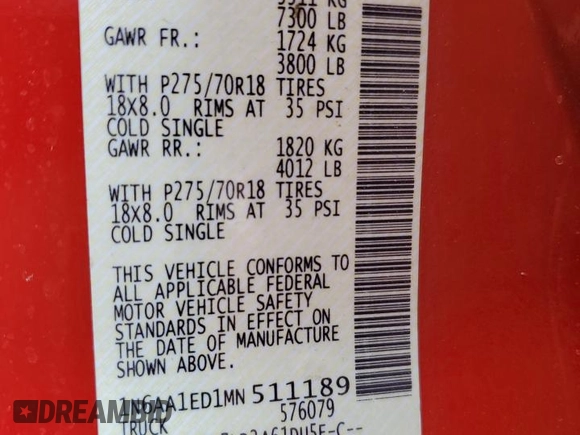 7300 LB
GAWR FR.: 1724 KG
3800 LB
WITH P275/70R18 TIRES
18X8.0 RIMS AT 35 PSI
COLD SINGLE
GAWR RR.: 1820 KG
4012 LB
WITH P275/70R18 TIRES
18X8.0 RIMS AT 35 PSI
COLD SINGLE
THIS VEHICLE CONFORMS TO
ALL APPLICABLE FEDERAL
MOTOR VEHICLE SAFETY
STANDARDS IN EFFECT ON
THE DATE OF MANUFACTURE
SHOWN ABOVE.
1N6AA1ED1MN511189
576079
TRUCK
DREAMBID